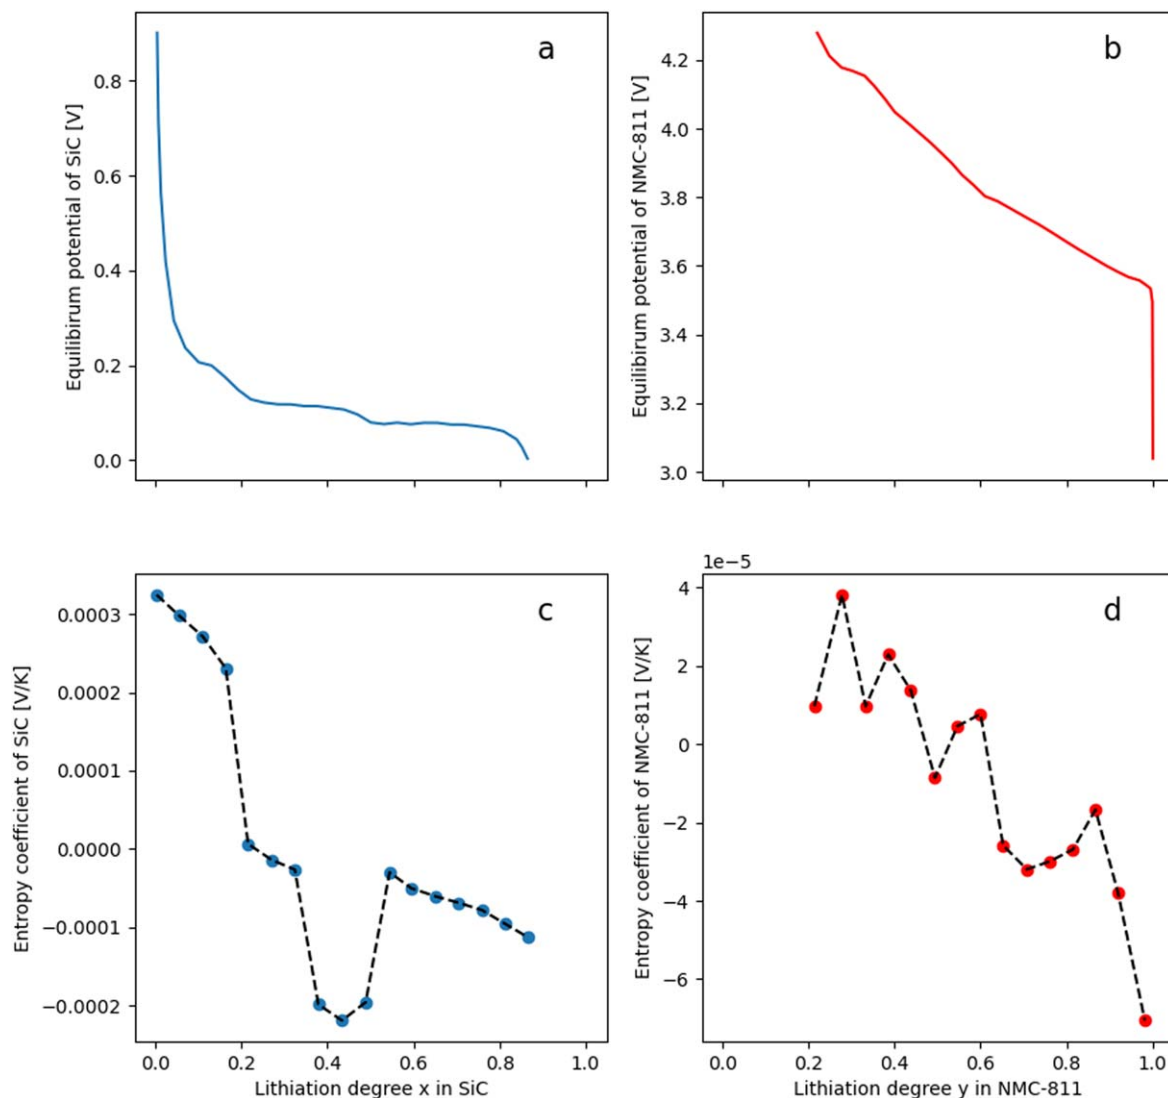 a
Equilibirum potential of SiC [V]
0.8
0.6
0.4
0.2
0.0
b
Equilibirum potential of NMC-811 [V]
4.2
4.0
3.8
3.6
3.4
3.2
3.0
c
Entropy coefficient of SiC [V/K]
0.0003
0.0002
0.0001
0.0000
−0.0001
−0.0002
0.0 0.2 0.4 0.6 0.8 1.0
Lithiation degree x in SiC
1e−5
d
Entropy coefficient of NMC-811 [V/K]
4
2
0
−2
−4
−6
0.0 0.2 0.4 0.6 0.8 1.0
Lithiation degree y in NMC-811